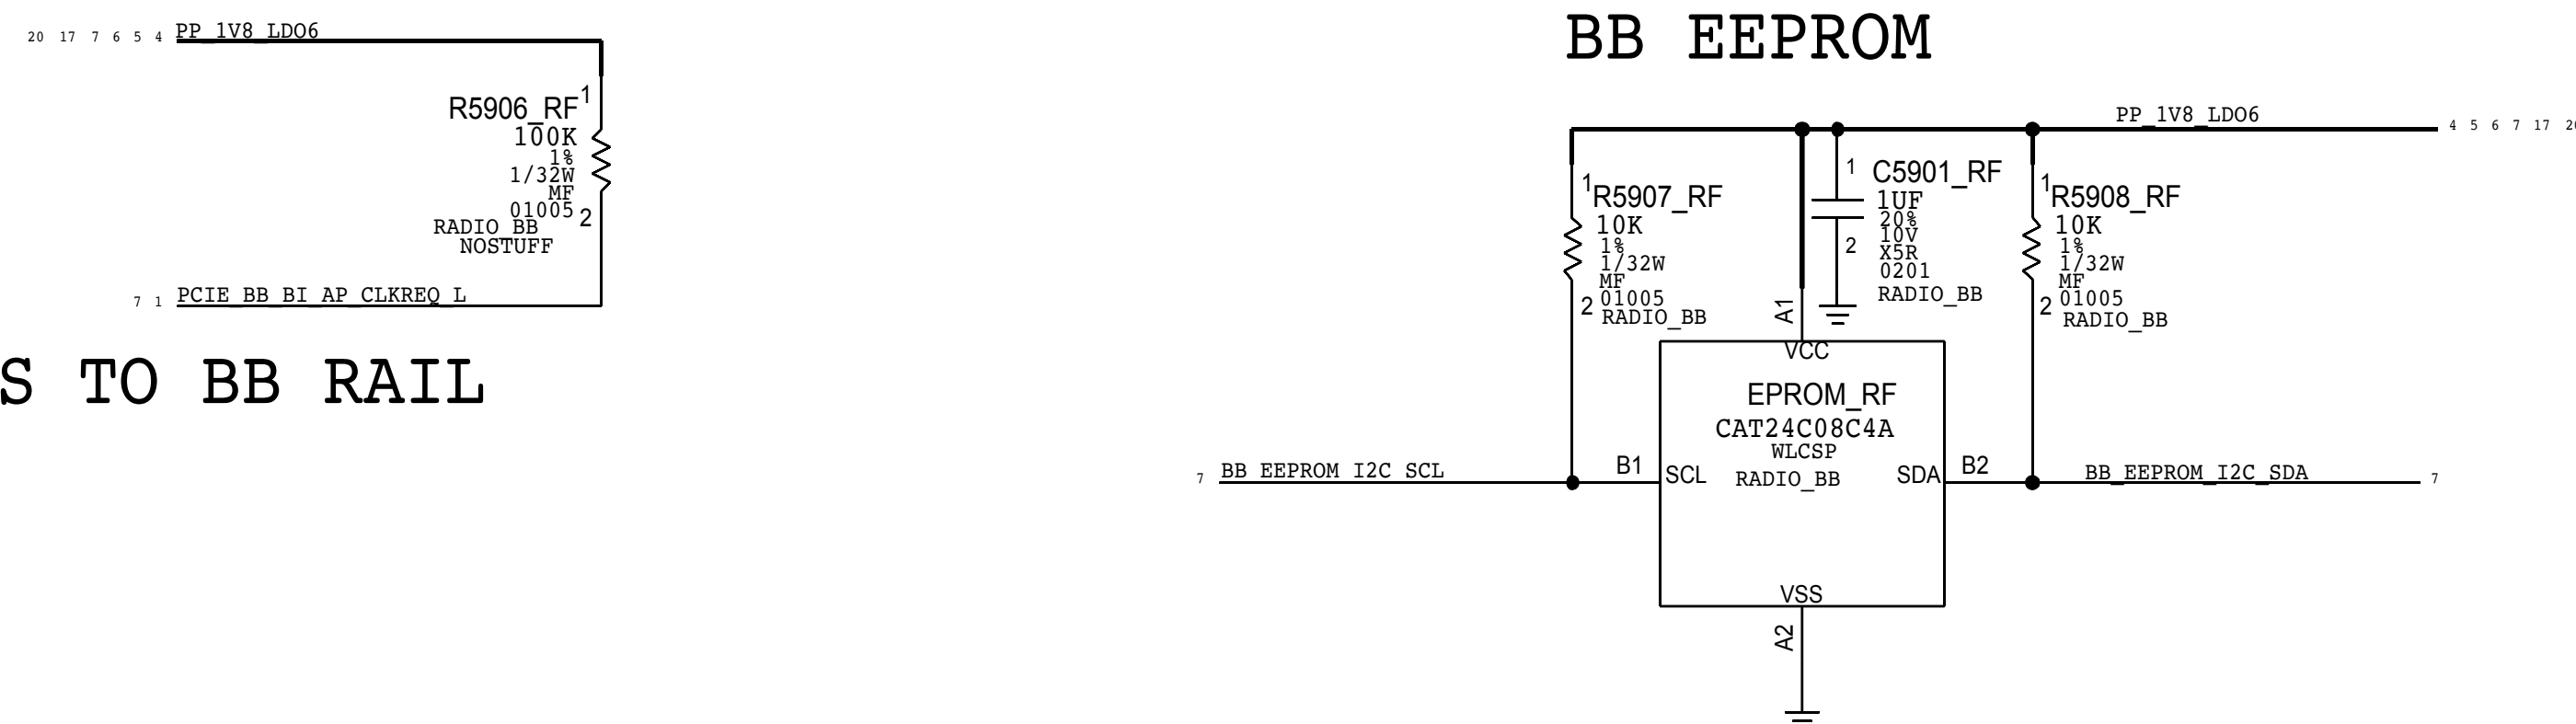 20 17 7 6 5 4 PP_1V8_LDO6
R5906_RF 1
100K
1%
1/32W
MF
01005 2
RADIO_BB
NOSTUFF
7 1 PCIE_BB_BI_AP_CLKREQ_L
S TO BB RAIL
BB EEPROM
PP_1V8_LDO6 4 5 6 7 17 20
1 R5907_RF
10K
1%
1/32W
MF
2 01005
RADIO_BB
1 C5901_RF
1UF
20%
10V
2 X5R
0201
RADIO_BB
1 R5908_RF
10K
1%
1/32W
MF
2 01005
RADIO_BB
A1
VCC
EPROM_RF
CAT24C08C4A
WLCSP
RADIO_BB
7 BB_EEPROM_I2C_SCL B1 SCL
SDA B2 BB_EEPROM_I2C_SDA 7
VSS
A2